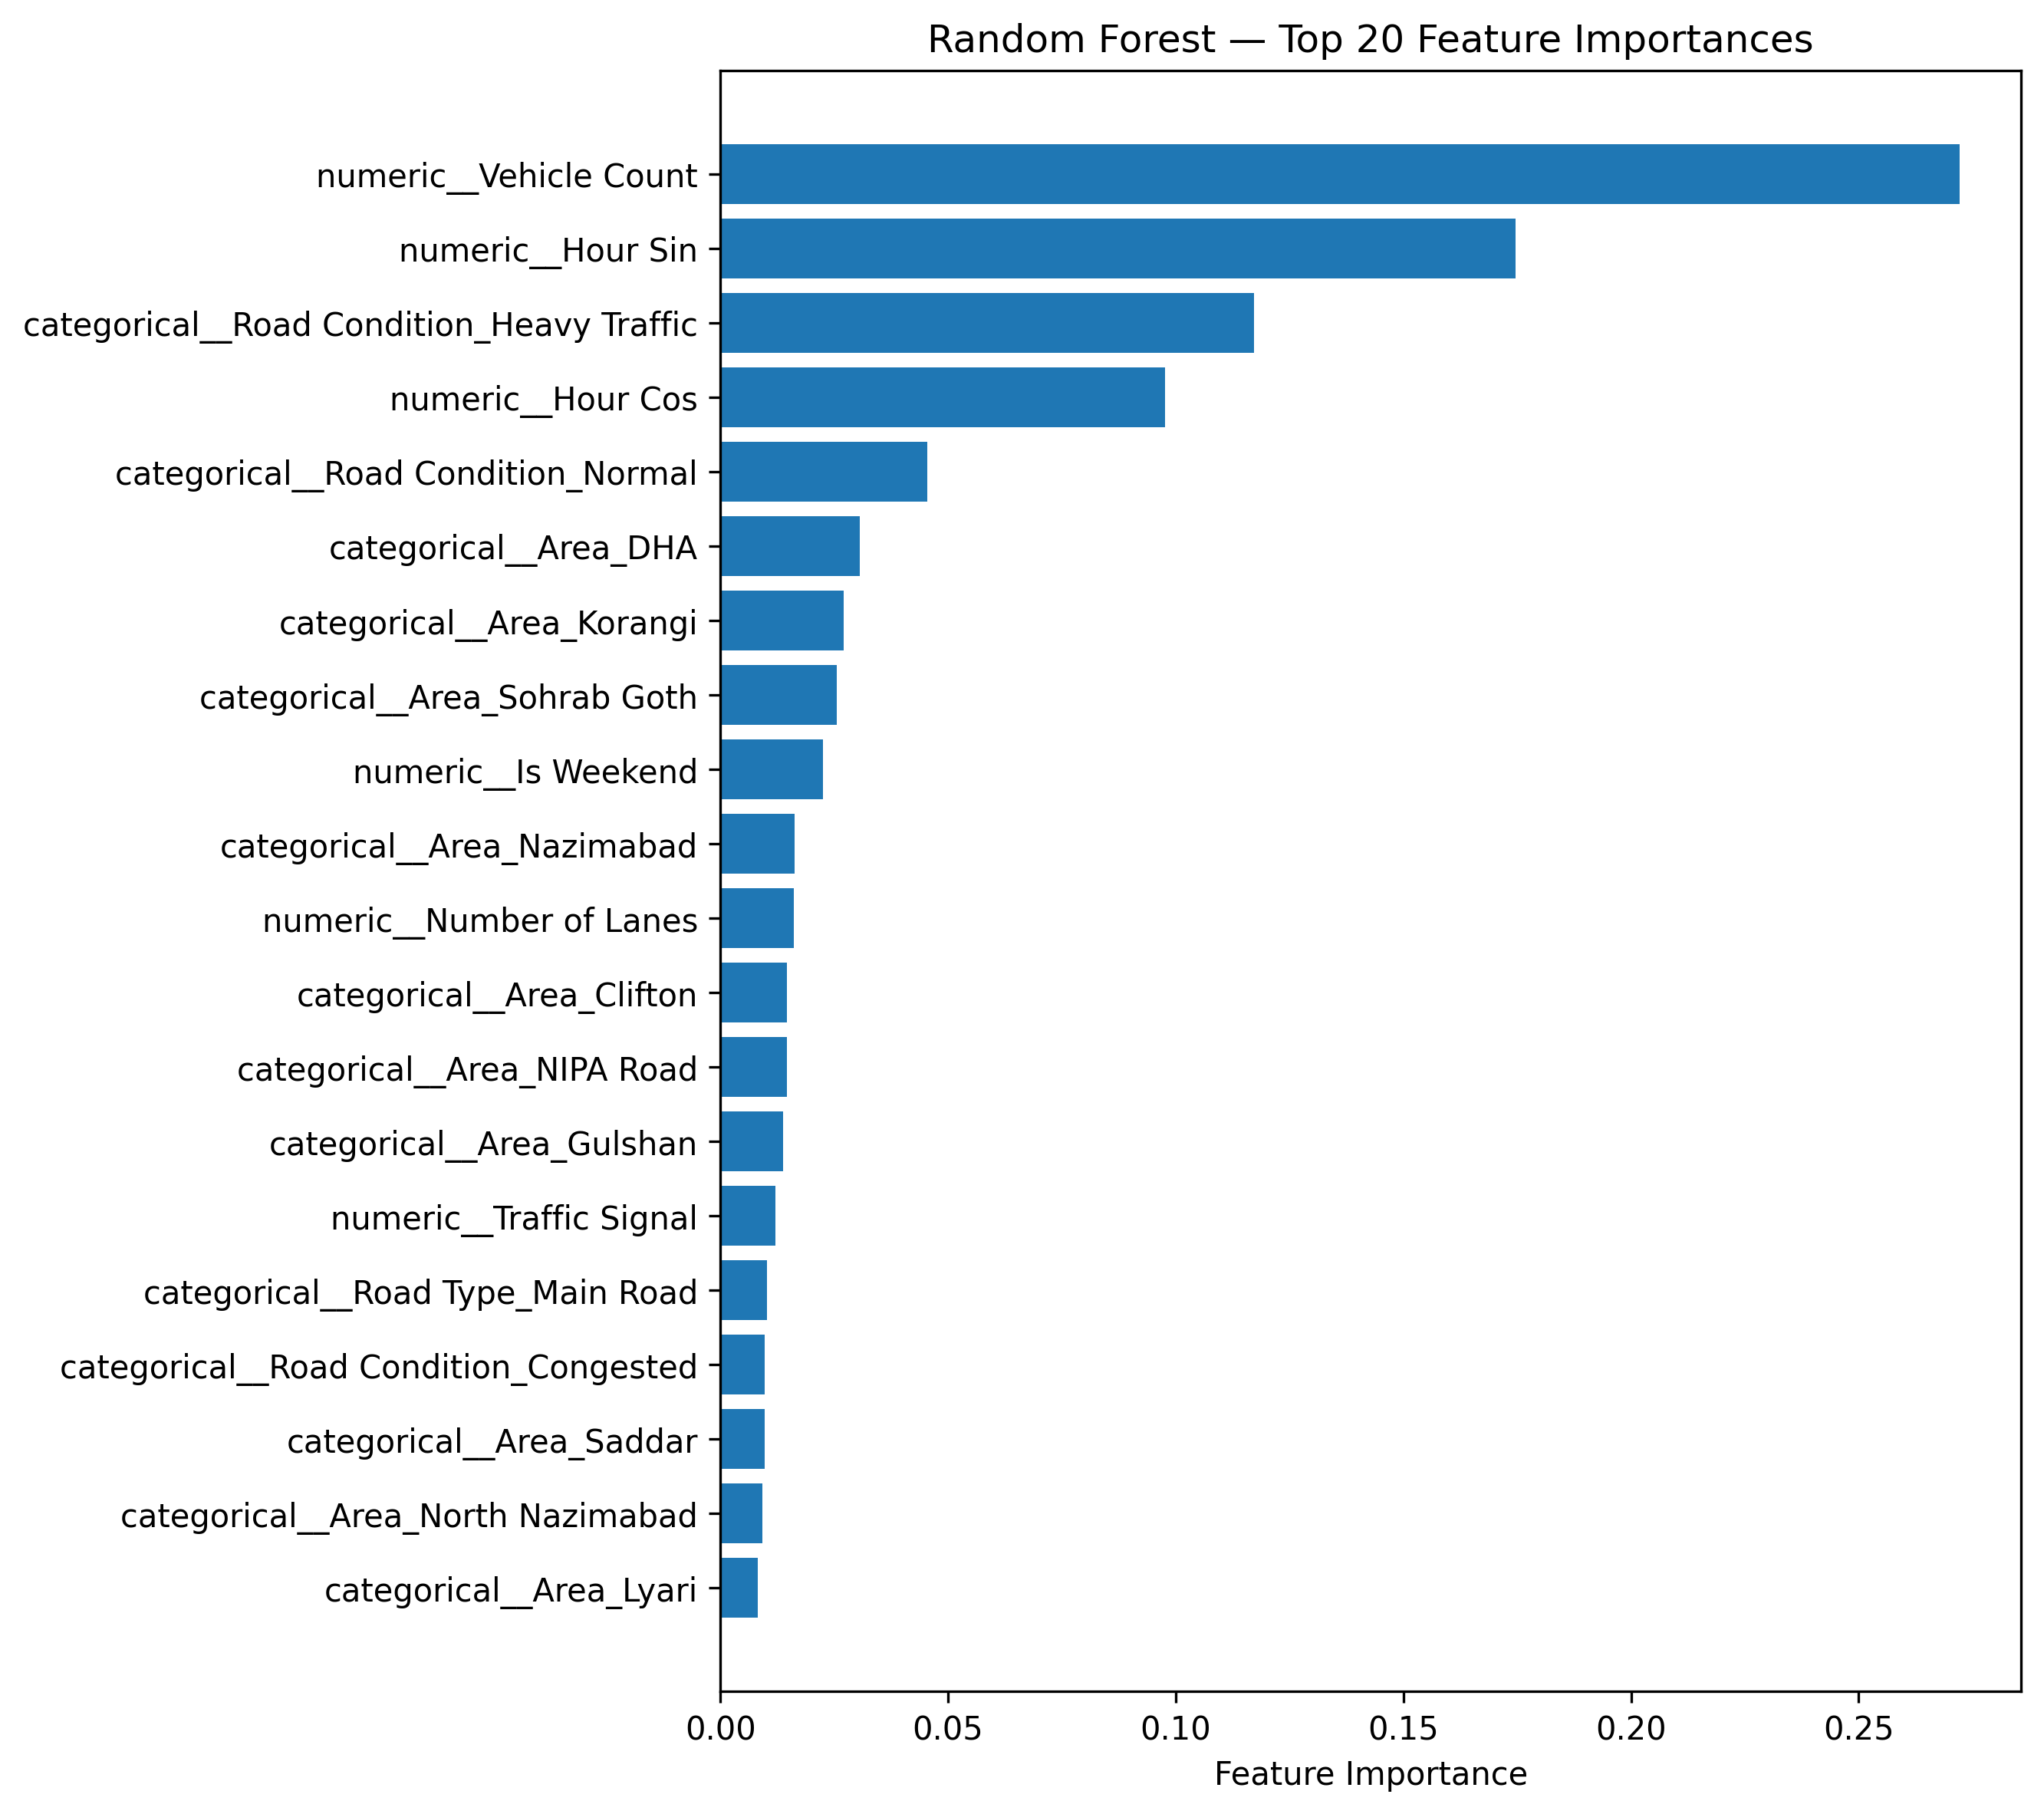 Random Forest — Top 20 Feature Importances
numeric__Vehicle Count
numeric__Hour Sin
categorical__Road Condition_Heavy Traffic
numeric__Hour Cos
categorical__Road Condition_Normal
categorical__Area_DHA
categorical__Area_Korangi
categorical__Area_Sohrab Goth
numeric__Is Weekend
categorical__Area_Nazimabad
numeric__Number of Lanes
categorical__Area_Clifton
categorical__Area_NIPA Road
categorical__Area_Gulshan
numeric__Traffic Signal
categorical__Road Type_Main Road
categorical__Road Condition_Congested
categorical__Area_Saddar
categorical__Area_North Nazimabad
categorical__Area_Lyari
0.00 0.05 0.10 0.15 0.20 0.25
Feature Importance